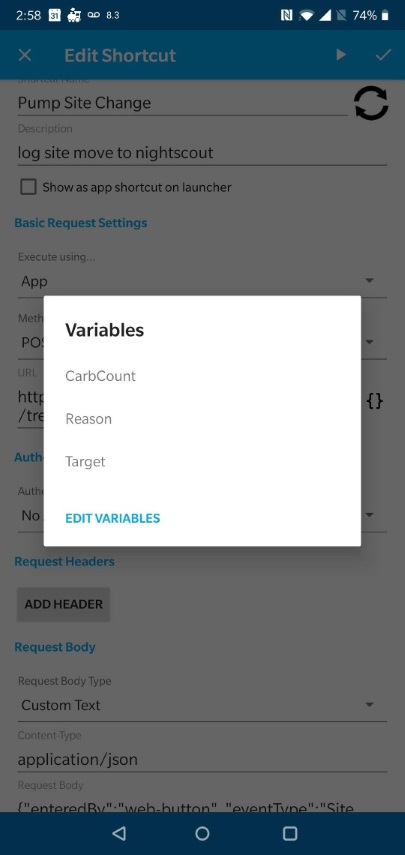 2:58 31 8.3 74%
Edit Shortcut
Shortcut Name
Pump Site Change
Description
log site move to nightscout
Show as app shortcut on launcher
Basic Request Settings
Execute using...
App
Meth
PO
URL
http
/tre
{}
Variables
CarbCount
Reason
Target
EDIT VARIABLES
Auth
Authe
No
Request Headers
ADD HEADER
Request Body
Request Body Type
Custom Text
Content-Type
application/json
Request Body
{"enteredBy":"web-button", "eventType":"Site